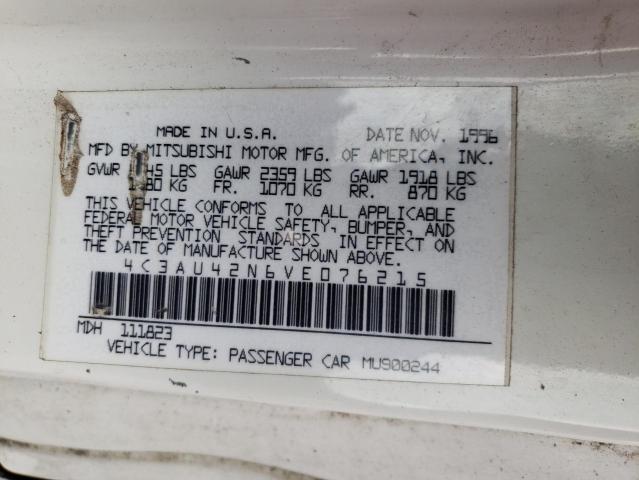 MADE IN U.S.A. DATE NOV. 1996
MFD BY MITSUBISHI MOTOR MFG. OF AMERICA, INC.
GVWR LBS GAWR 2359 LBS GAWR 1918 LBS
KG FR. 1070 KG RR. 870 KG
THIS VEHICLE CONFORMS TO ALL APPLICABLE
FEDERAL MOTOR VEHICLE SAFETY, BUMPER, AND
THEFT PREVENTION STANDARDS IN EFFECT ON
THE DATE OF MANUFACTURE SHOWN ABOVE.
4C3AU42N6VE076215
MDH 111823
VEHICLE TYPE: PASSENGER CAR MU900244